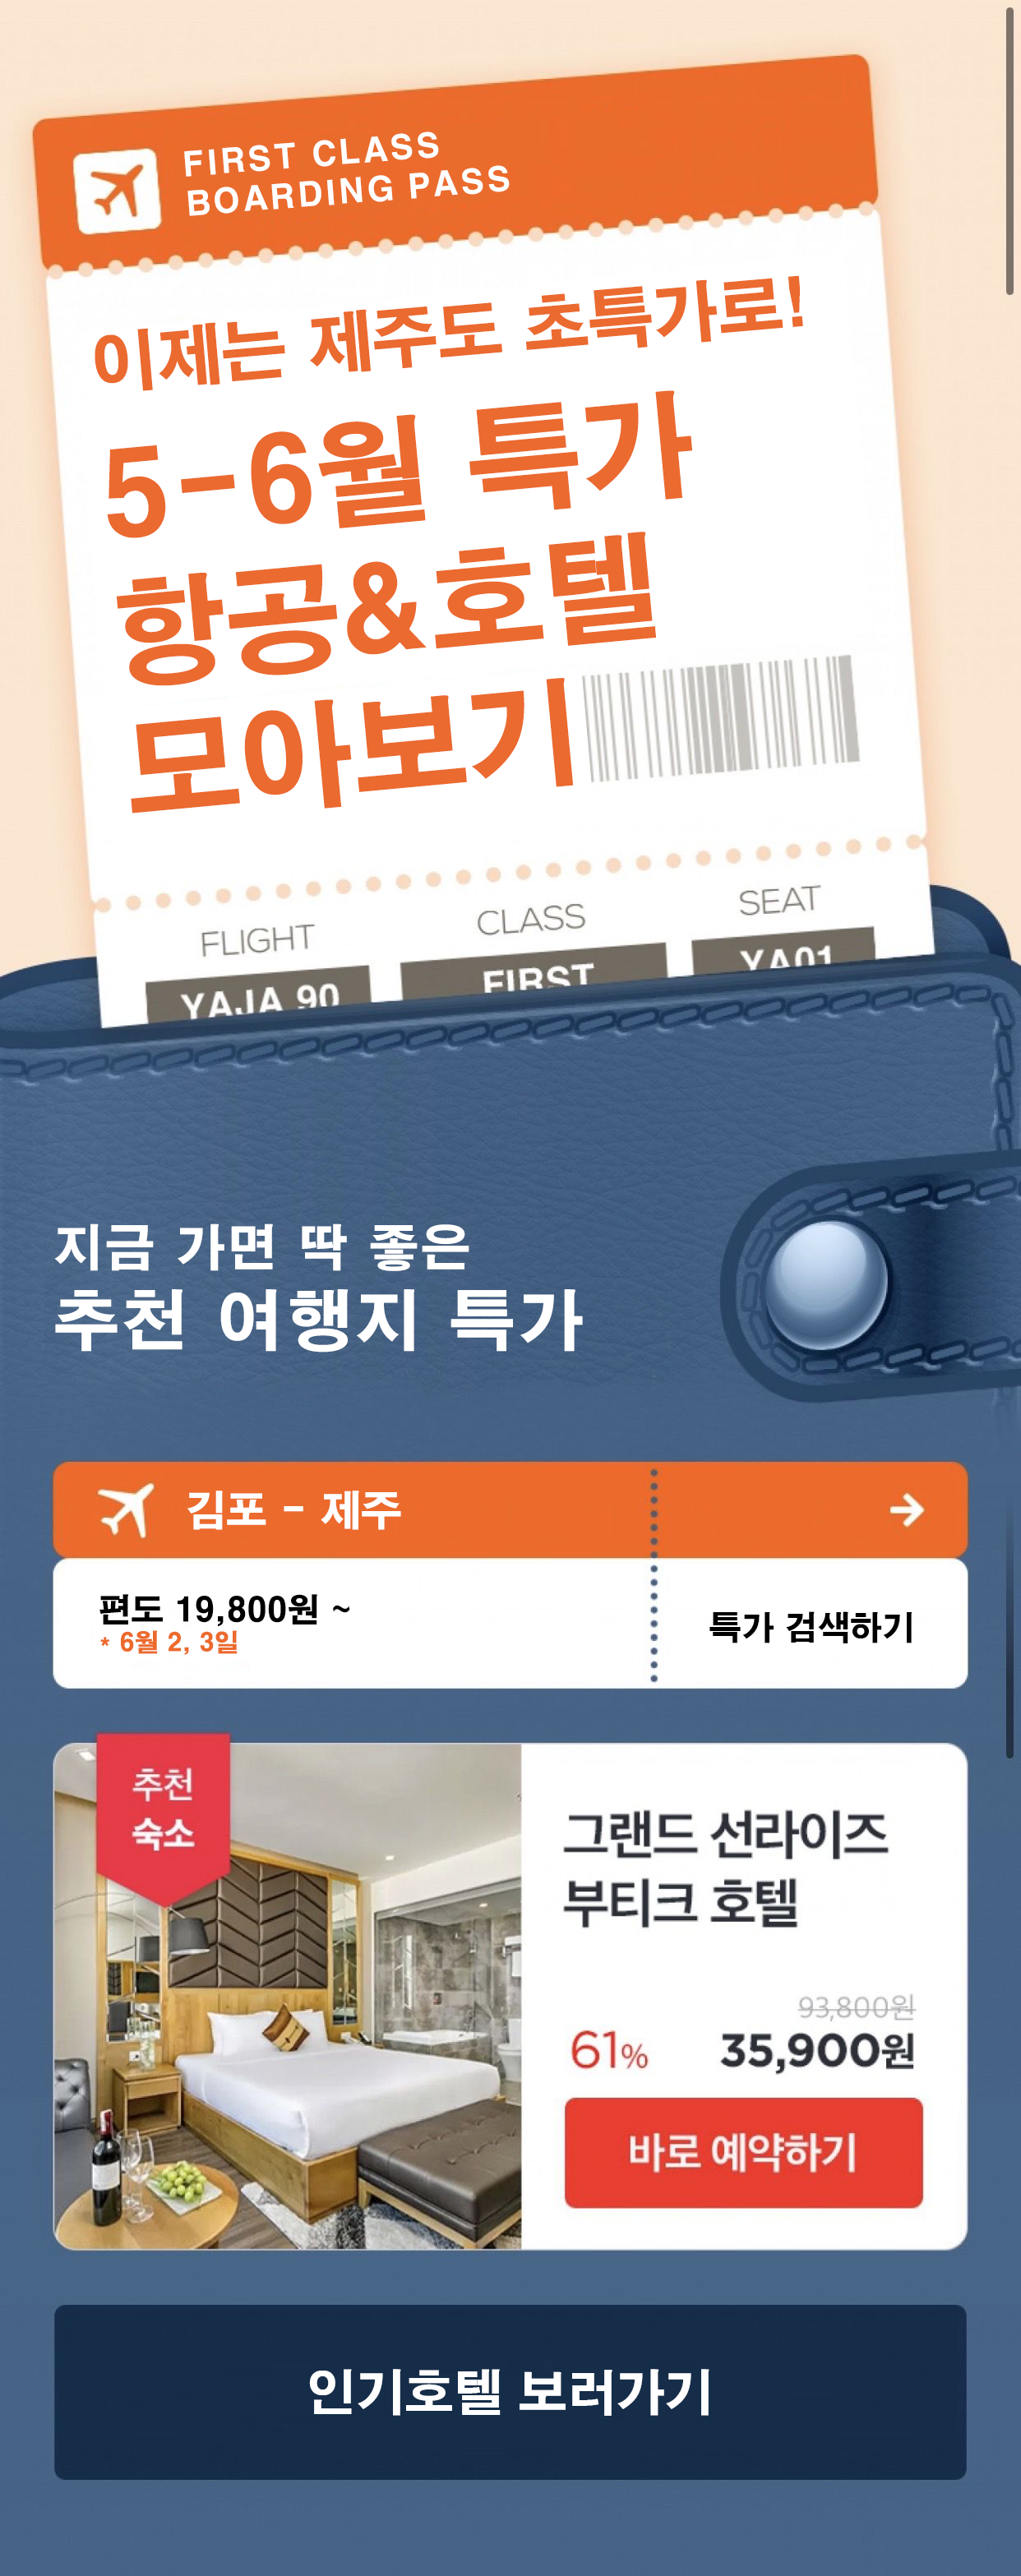 FIRST CLASS
BOARDING PASS
이제는 제주도 초특가로!
5-6월 특가
항공&호텔
모아보기
FLIGHT
CLASS
SEAT
YAJA 90
FIRST
YA01
지금 가면 딱 좋은
추천 여행지 특가
김포 - 제주
편도 19,800원 ~
* 6월 2, 3일
특가 검색하기
추천
숙소
그랜드 선라이즈
부티크 호텔
93,800원
61%
35,900원
바로 예약하기
인기호텔 보러가기